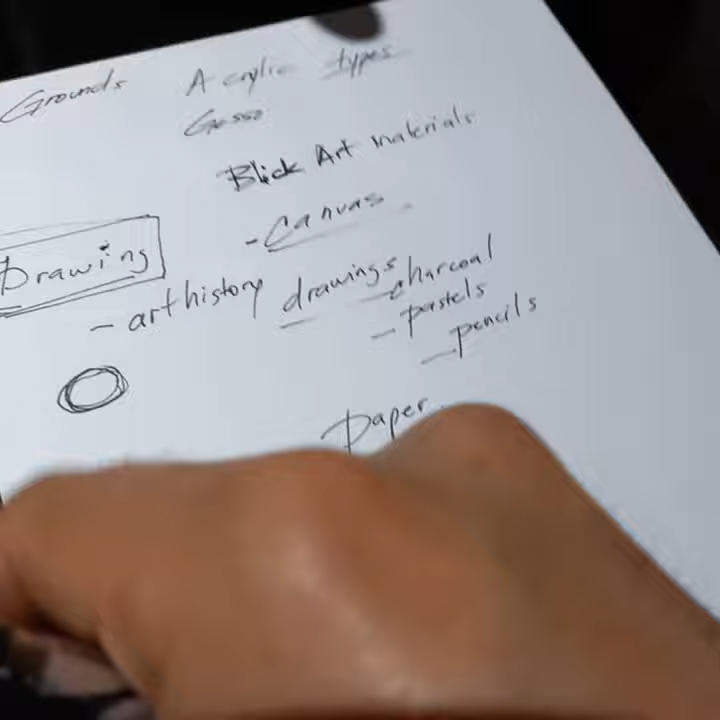 Grounds Acrylic types
Gesso
Blick Art materials
- Canvas
Drawing
- art history drawings - charcoal
- pastels
- pencils
Paper